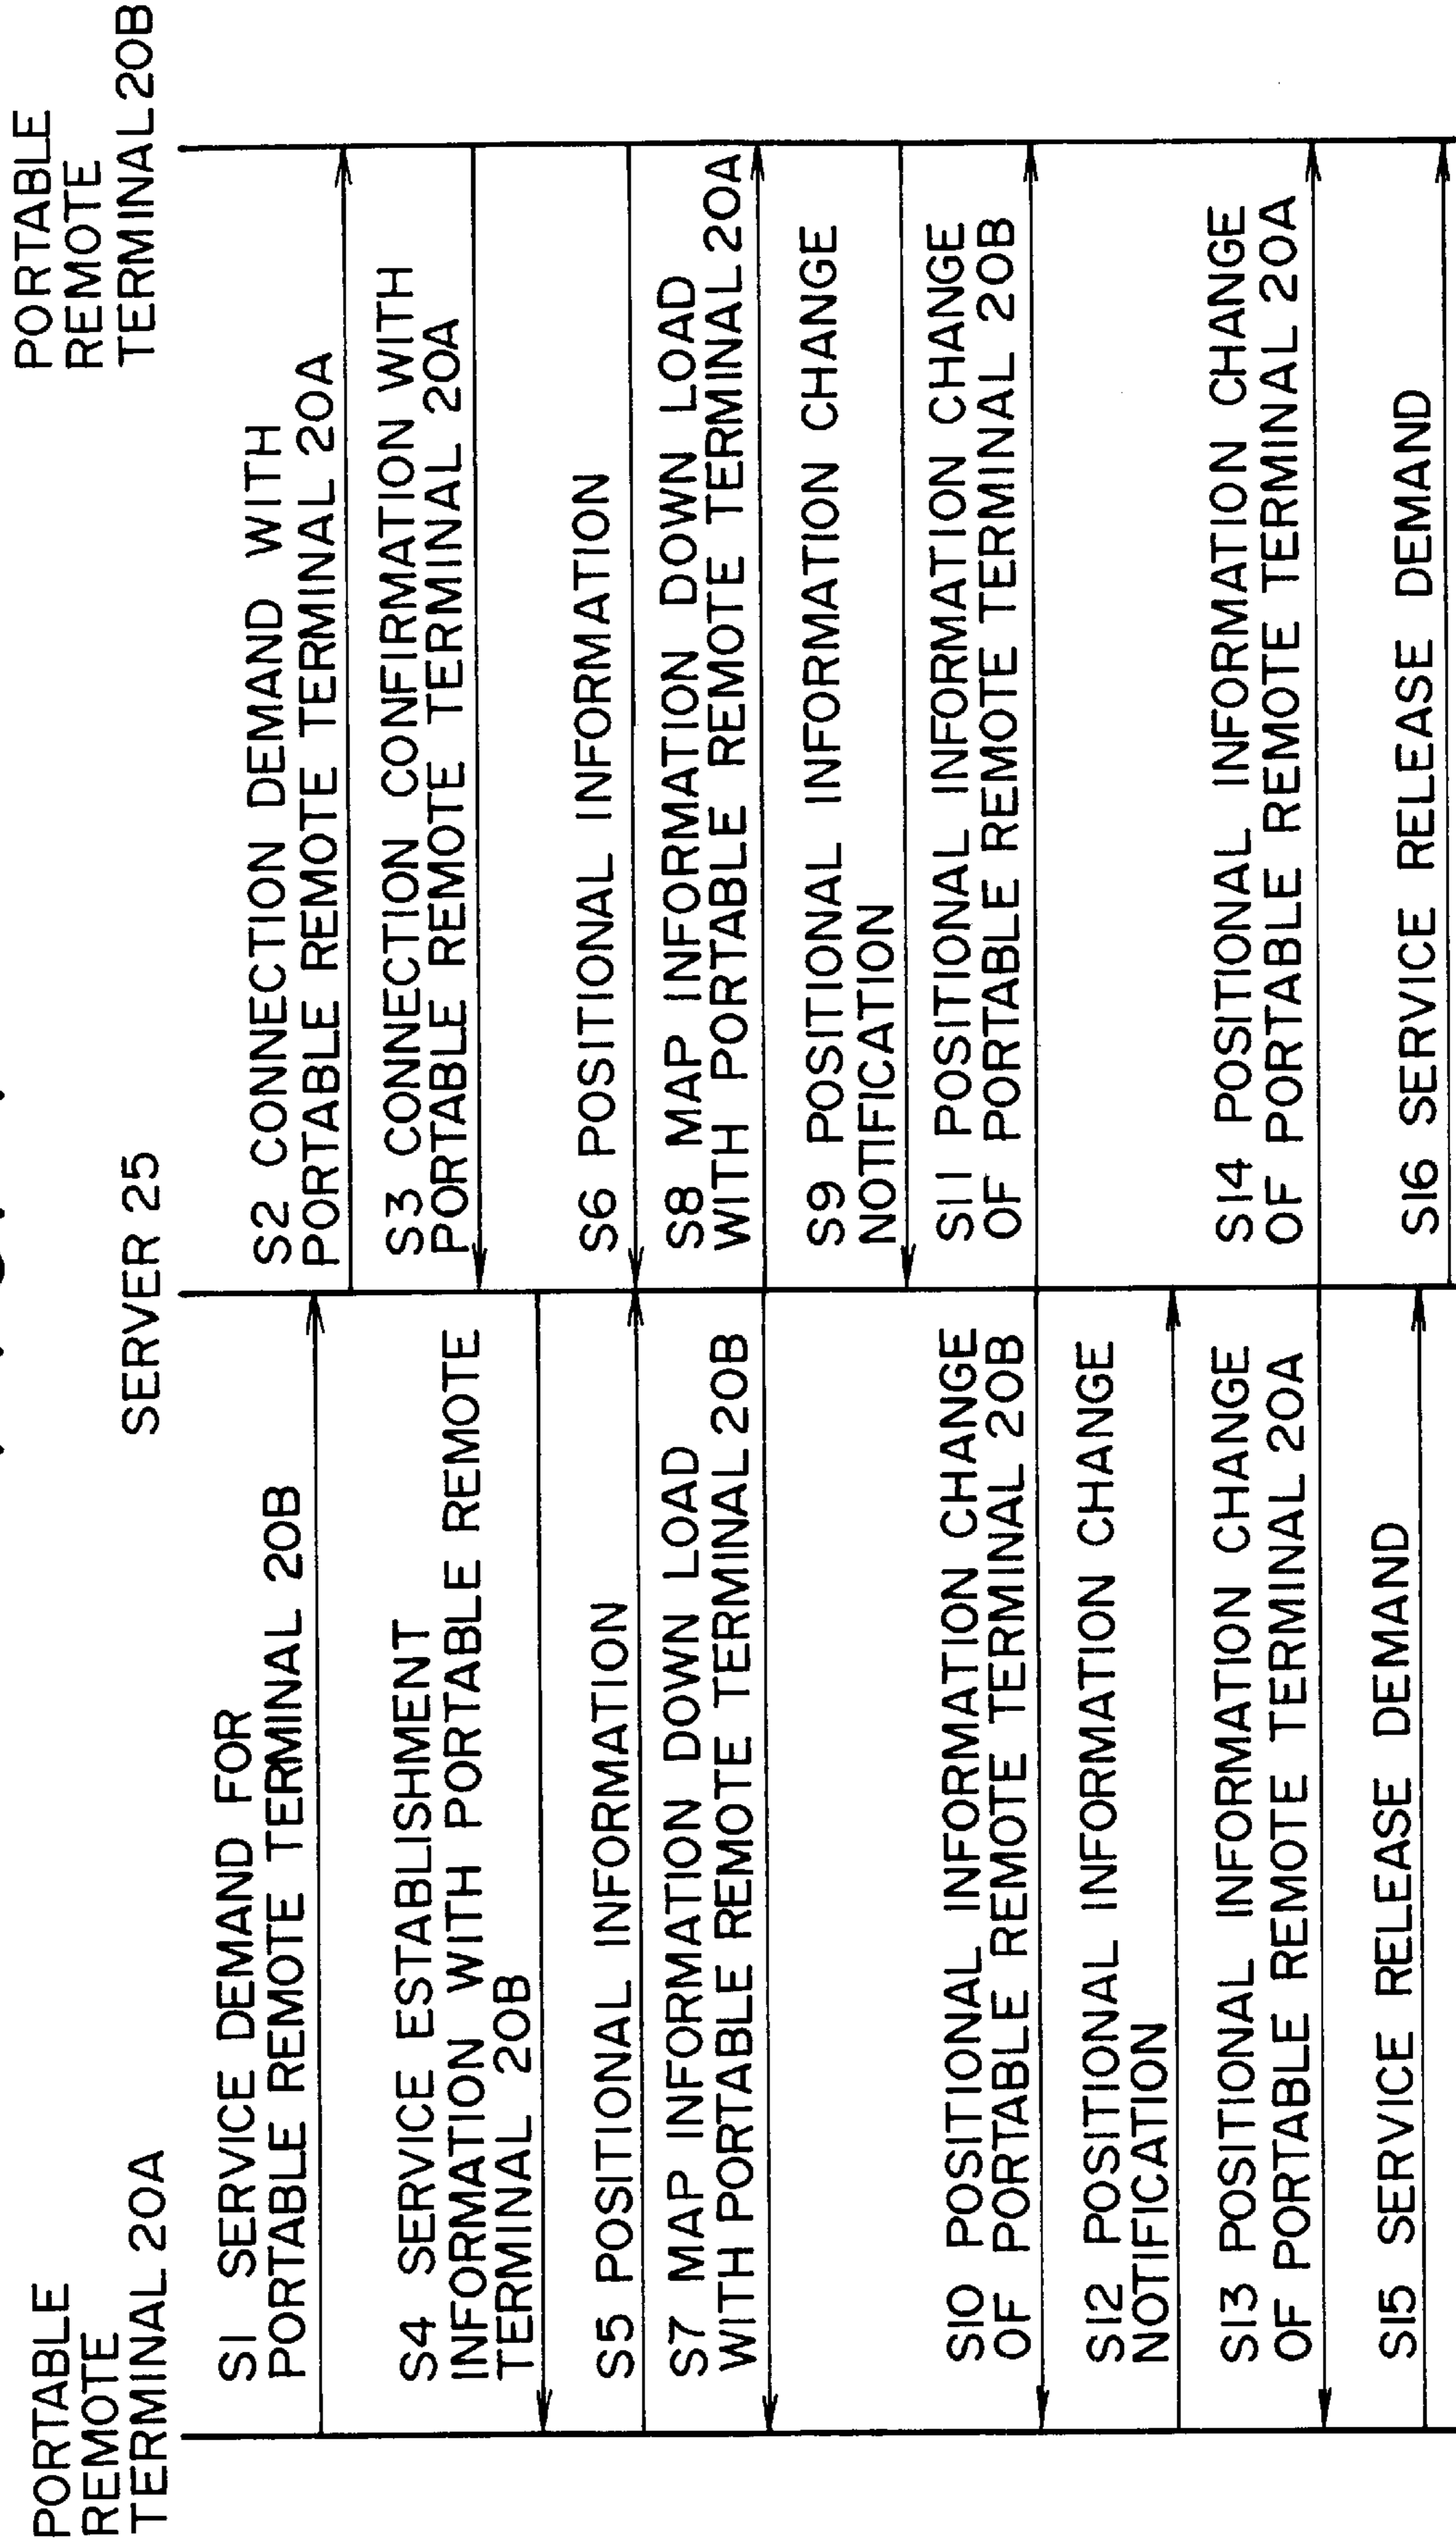 PORTABLE
REMOTE
TERMINAL 20A
SERVER 25
PORTABLE
REMOTE
TERMINAL 20B
S1 SERVICE DEMAND FOR
PORTABLE REMOTE TERMINAL 20B
S2 CONNECTION DEMAND WITH
PORTABLE REMOTE TERMINAL 20A
S3 CONNECTION CONFIRMATION WITH
PORTABLE REMOTE TERMINAL 20A
S4 SERVICE ESTABLISHMENT
INFORMATION WITH PORTABLE REMOTE
TERMINAL 20B
S5 POSITIONAL INFORMATION
S6 POSITIONAL INFORMATION
S7 MAP INFORMATION DOWN LOAD
WITH PORTABLE REMOTE TERMINAL 20B
S8 MAP INFORMATION DOWN LOAD
WITH PORTABLE REMOTE TERMINAL 20A
S9 POSITIONAL INFORMATION CHANGE
NOTIFICATION
S10 POSITIONAL INFORMATION CHANGE
OF PORTABLE REMOTE TERMINAL 20B
S11 POSITIONAL INFORMATION CHANGE
OF PORTABLE REMOTE TERMINAL 20B
S12 POSITIONAL INFORMATION CHANGE
NOTIFICATION
S13 POSITIONAL INFORMATION CHANGE
OF PORTABLE REMOTE TERMINAL 20A
S14 POSITIONAL INFORMATION CHANGE
OF PORTABLE REMOTE TERMINAL 20A
S15 SERVICE RELEASE DEMAND
S16 SERVICE RELEASE DEMAND